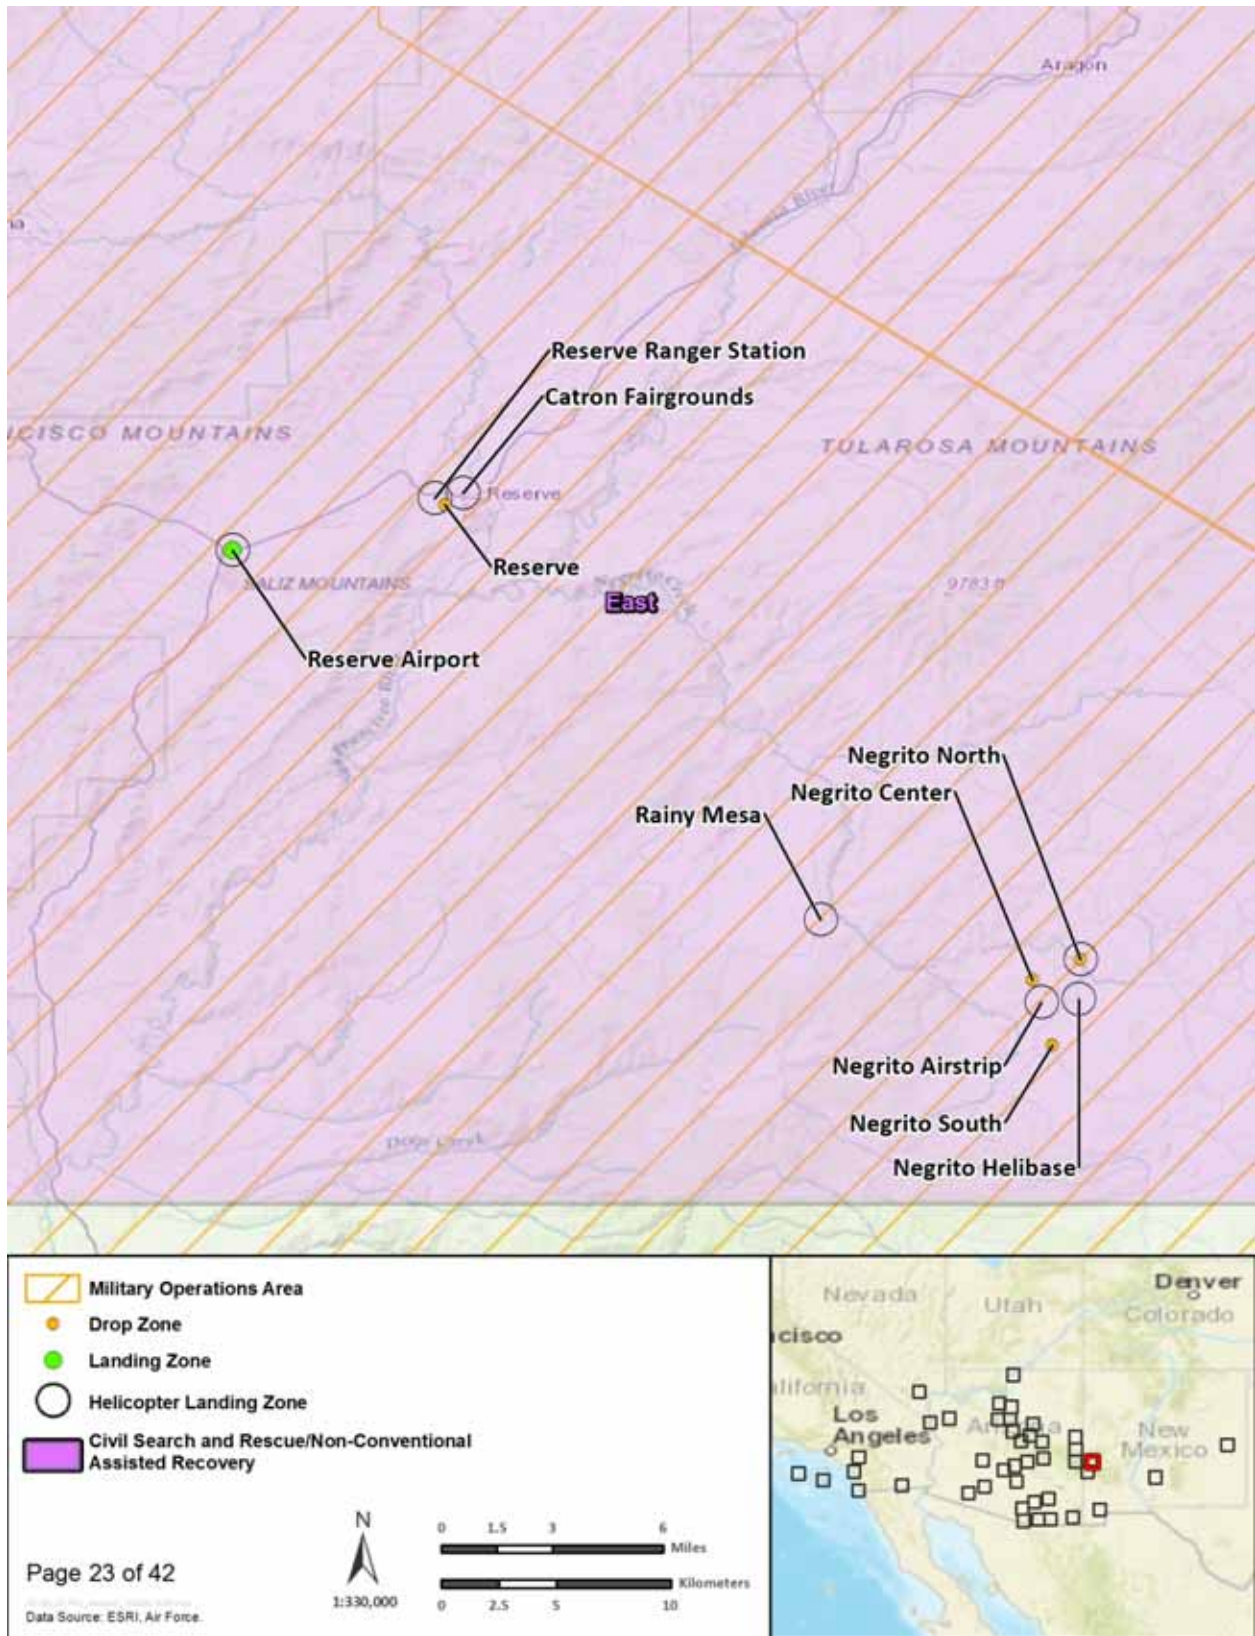 Aragon
Reserve Ranger Station
Catron Fairgrounds
NCISCO MOUNTAINS
TULAROSA MOUNTAINS
Reserve
Reserve
SALIZ MOUNTAINS
9783 ft
East
Reserve Airport
Negrito North
Negrito Center
Rainy Mesa
Negrito Airstrip
Negrito South
Negrito Helibase
Military Operations Area
Drop Zone
Landing Zone
Helicopter Landing Zone
Civil Search and Rescue/Non-Conventional
Assisted Recovery
Page 23 of 42
Data Source: ESRI, Air Force.
N
1:330,000
0 1.5 3 6
Miles
Kilometers
0 2.5 5 10
Denver
Nevada
Utah
Colorado
ncisco
alifornia
Los
Angeles
New
Mexico